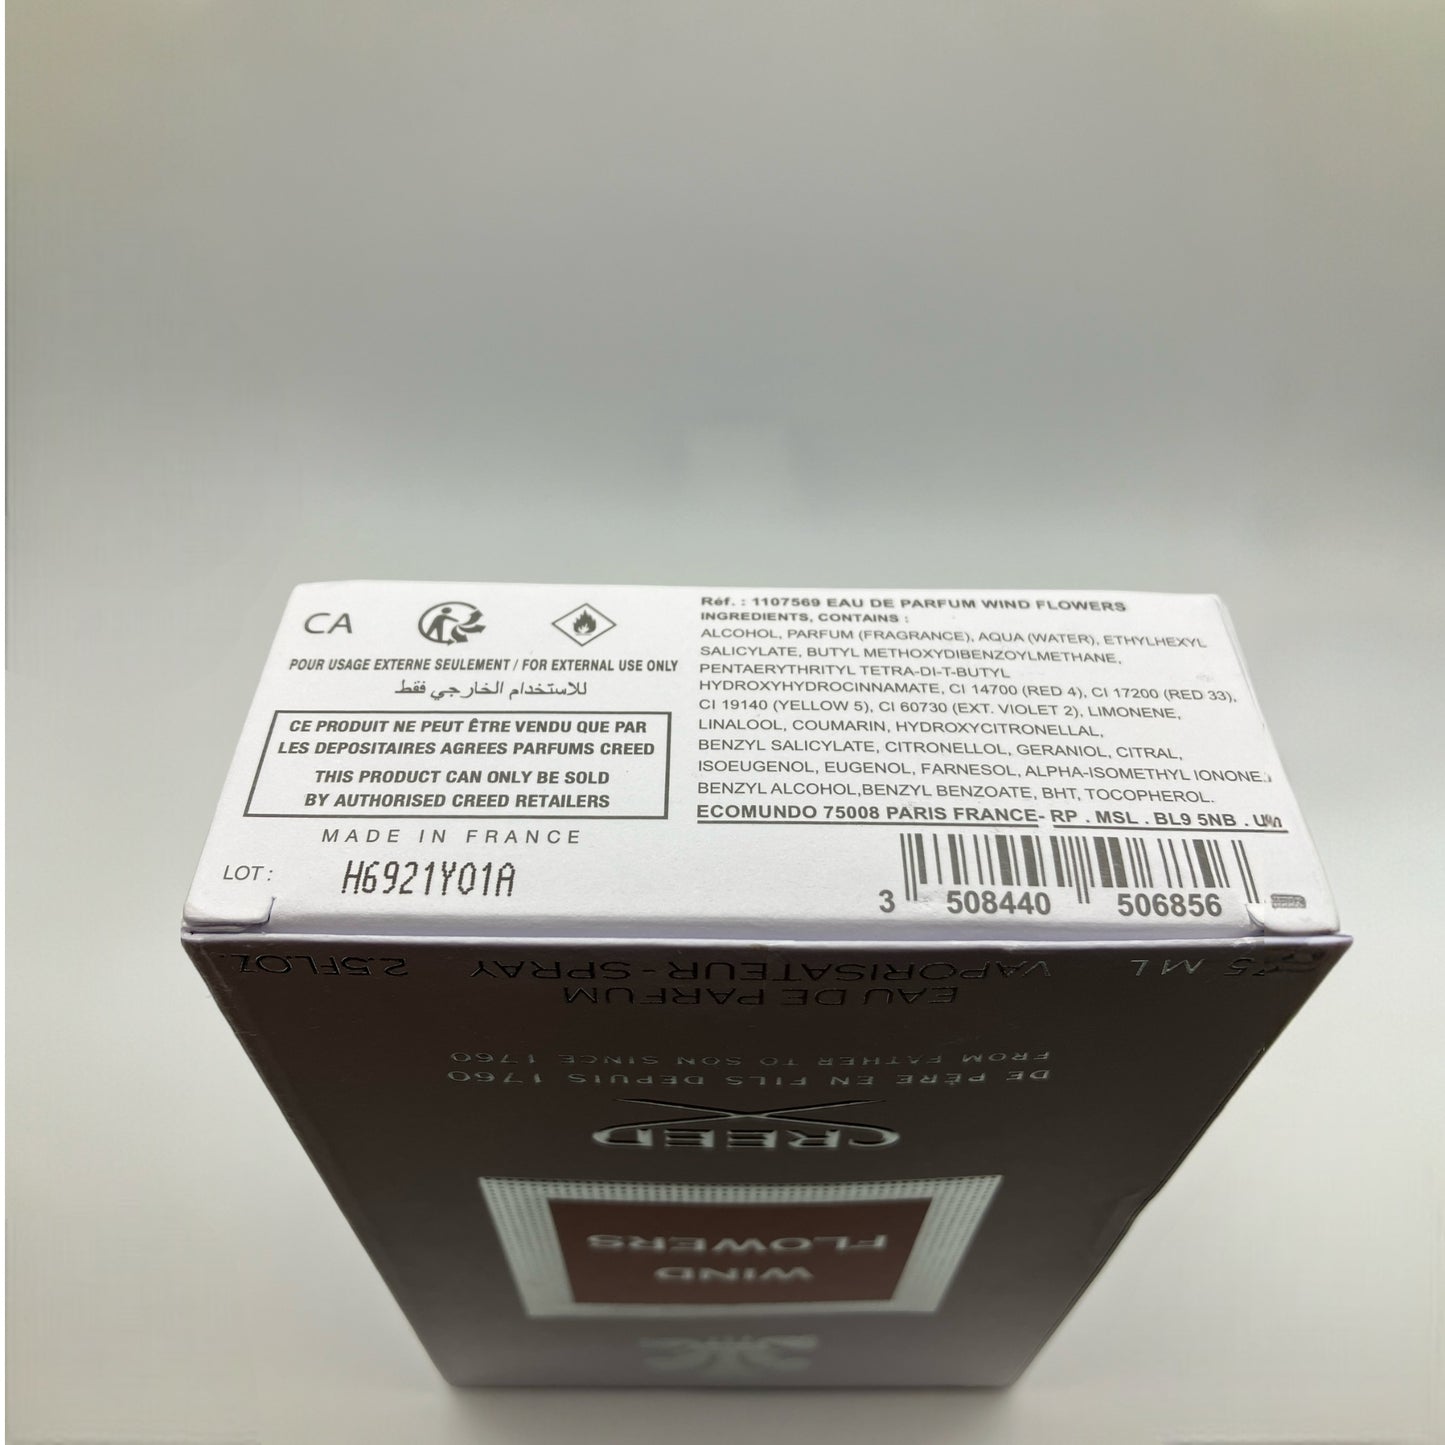 CA
POUR USAGE EXTERNE SEULEMENT / FOR EXTERNAL USE ONLY
للاستخدام الخارجي فقط
CE PRODUIT NE PEUT ÊTRE VENDU QUE PAR
LES DEPOSITAIRES AGREES PARFUMS CREED
THIS PRODUCT CAN ONLY BE SOLD
BY AUTHORISED CREED RETAILERS
MADE IN FRANCE
LOT : H6921Y01A
Réf. : 1107569 EAU DE PARFUM WIND FLOWERS
INGREDIENTS, CONTAINS :
ALCOHOL, PARFUM (FRAGRANCE), AQUA (WATER), ETHYLHEXYL
SALICYLATE, BUTYL METHOXYDIBENZOYLMETHANE,
PENTAERYTHRITYL TETRA-DI-T-BUTYL
HYDROXYHYDROCINNAMATE, CI 14700 (RED 4), CI 17200 (RED 33),
CI 19140 (YELLOW 5), CI 60730 (EXT. VIOLET 2), LIMONENE,
LINALOOL, COUMARIN, HYDROXYCITRONELLAL,
BENZYL SALICYLATE, CITRONELLOL, GERANIOL, CITRAL,
ISOEUGENOL, EUGENOL, FARNESOL, ALPHA-ISOMETHYL IONONE,
BENZYL ALCOHOL,BENZYL BENZOATE, BHT, TOCOPHEROL.
ECOMUNDO 75008 PARIS FRANCE- RP . MSL . BL9 5NB .
3 508440 506856
WIND
FLOWERS
CREED
DE PÈRE EN FILS DEPUIS 1760
FROM FATHER TO SON SINCE 1760
EAU DE PARFUM
ML VAPORISATEUR - SPRAY 2.5FL.OZ.